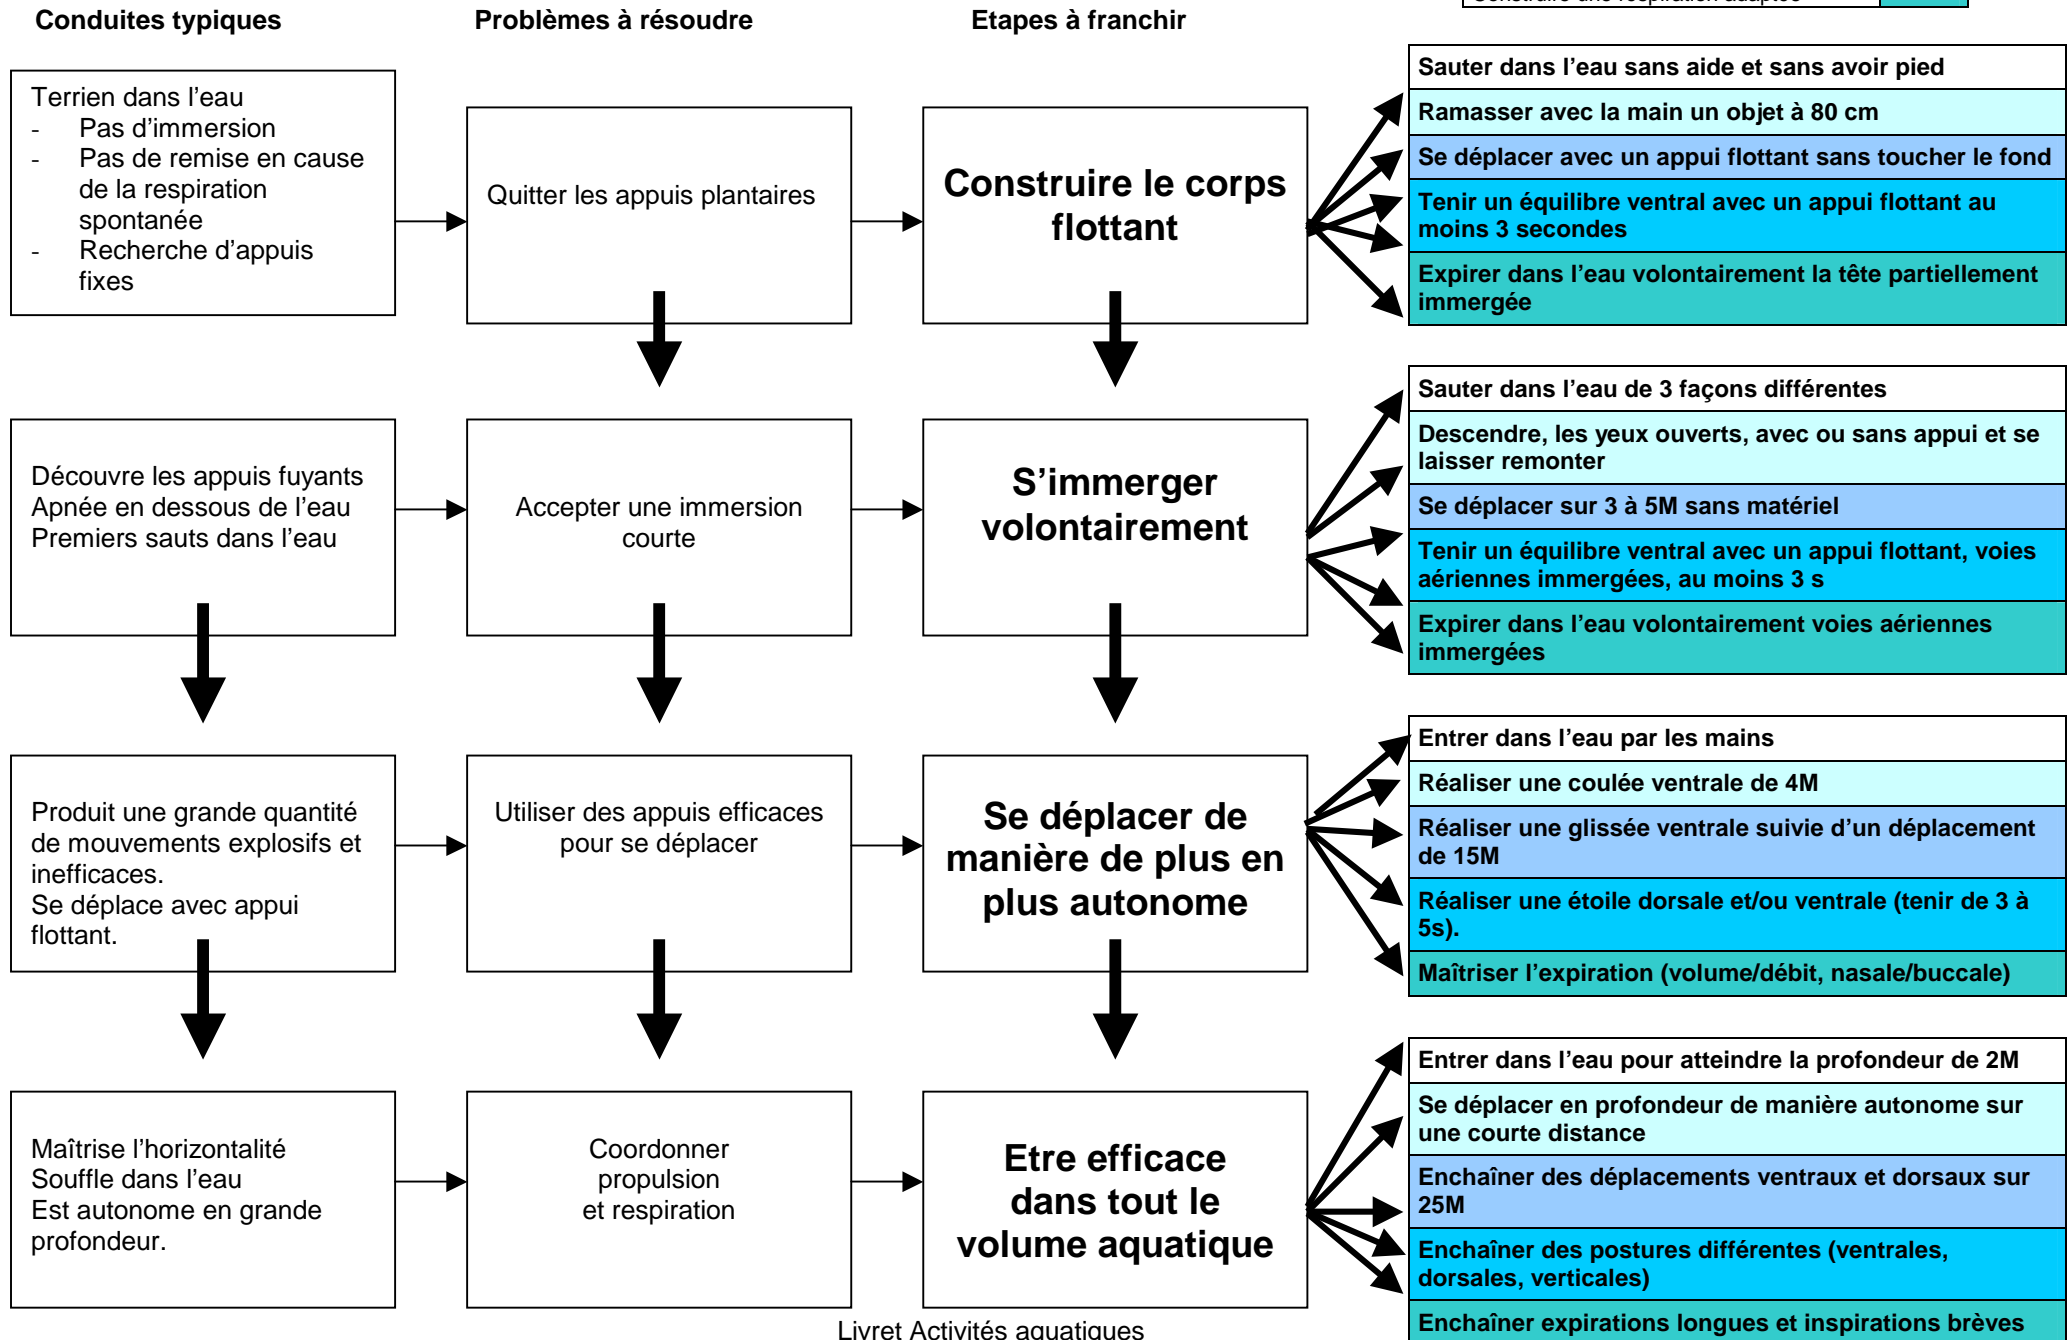 Construire une respiration adaptée
Conduites typiques
Problèmes à résoudre
Etapes à franchir
Terrien dans l'eau
- Pas d'immersion
- Pas de remise en cause
de la respiration
spontanée
- Recherche d'appuis
fixes
Quitter les appuis plantaires
Construire le corps
flottant
Sauter dans l'eau sans aide et sans avoir pied
Ramasser avec la main un objet à 80 cm
Se déplacer avec un appui flottant sans toucher le fond
Tenir un équilibre ventral avec un appui flottant au
moins 3 secondes
Expirer dans l'eau volontairement la tête partiellement
immergée
Découvre les appuis fuyants
Apnée en dessous de l'eau
Premiers sauts dans l'eau
Accepter une immersion
courte
S'immerger
volontairement
Sauter dans l'eau de 3 façons différentes
Descendre, les yeux ouverts, avec ou sans appui et se
laisser remonter
Se déplacer sur 3 à 5M sans matériel
Tenir un équilibre ventral avec un appui flottant, voies
aériennes immergées, au moins 3 s
Expirer dans l'eau volontairement voies aériennes
immergées
Produit une grande quantité
de mouvements explosifs et
inefficaces.
Se déplace avec appui
flottant.
Utiliser des appuis efficaces
pour se déplacer
Se déplacer de
manière de plus en
plus autonome
Entrer dans l'eau par les mains
Réaliser une coulée ventrale de 4M
Réaliser une glissée ventrale suivie d'un déplacement
de 15M
Réaliser une étoile dorsale et/ou ventrale (tenir de 3 à
5s).
Maîtriser l'expiration (volume/débit, nasale/buccale)
Maîtrise l'horizontalité
Souffle dans l'eau
Est autonome en grande
profondeur.
Coordonner
propulsion
et respiration
Etre efficace
dans tout le
volume aquatique
Entrer dans l'eau pour atteindre la profondeur de 2M
Se déplacer en profondeur de manière autonome sur
une courte distance
Enchaîner des déplacements ventraux et dorsaux sur
25M
Enchaîner des postures différentes (ventrales,
dorsales, verticales)
Enchaîner expirations longues et inspirations brèves
Livret Activités aquatiques